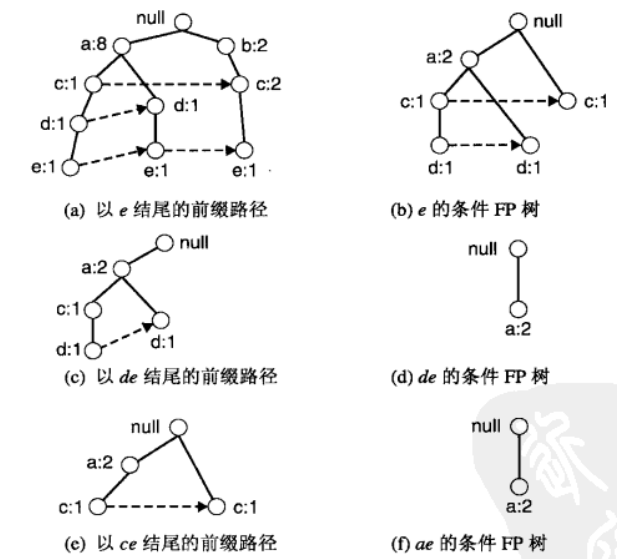 null
null
a:8
b:2
a:2
c:1
c:2
c:1
c:1
d:1
d:1
e:1
e:1
e:1
d:1
d:1
(a) 以 e 结尾的前缀路径
(b) e 的条件 FP 树
null
null
a:2
c:1
d:1
d:1
a:2
(c) 以 de 结尾的前缀路径
(d) de 的条件 FP 树
null
null
a:2
c:1
c:1
a:2
(e) 以 ce 结尾的前缀路径
(f) ae 的条件 FP 树